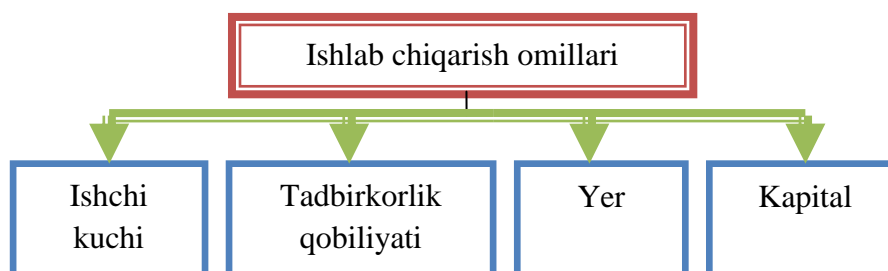 Ishlab chiqarish omillari
Ishchi
kuchi
Tadbirkorlik
qobiliyati
Yer
Kapital